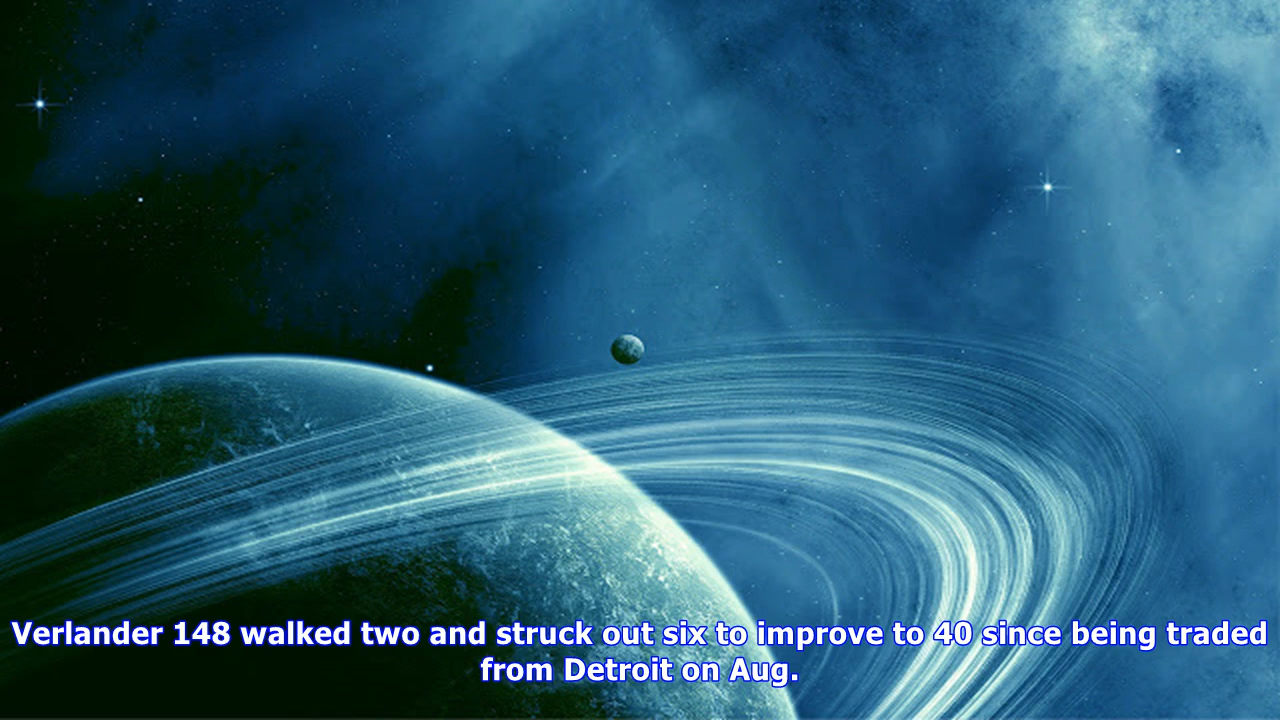 Verlander 148 walked two and struck out six to improve to 40 since being traded
from Detroit on Aug.